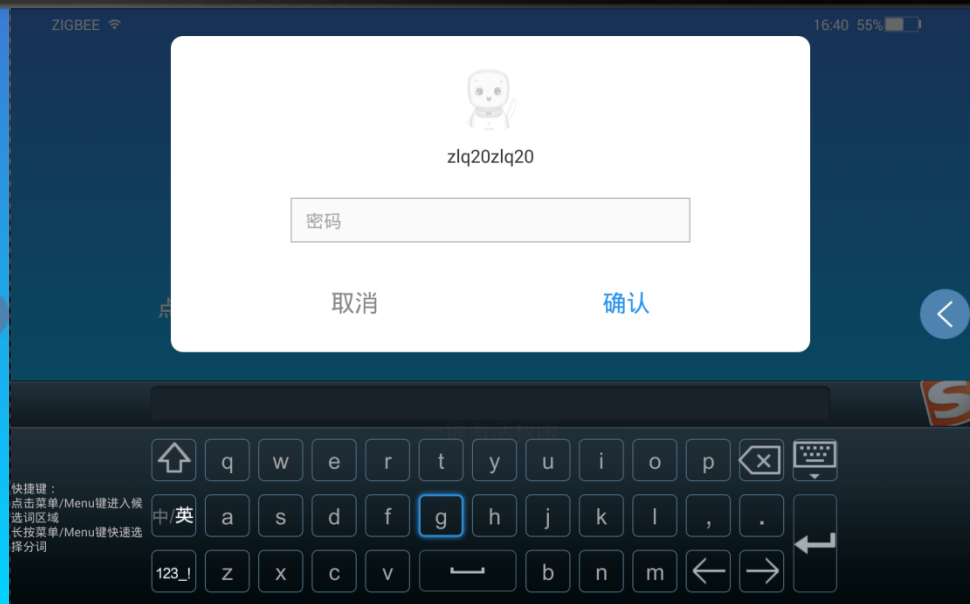 ZIGBEE
16:40 55%
zlq20zlq20
密码
取消 确认
点
q w e r t y u i o p
中/英 a s d f g h j k l , .
123_! z x c v b n m
快捷键：
点击菜单/Menu键进入候
选词区域
长按菜单/Menu键快速选
择分词
S